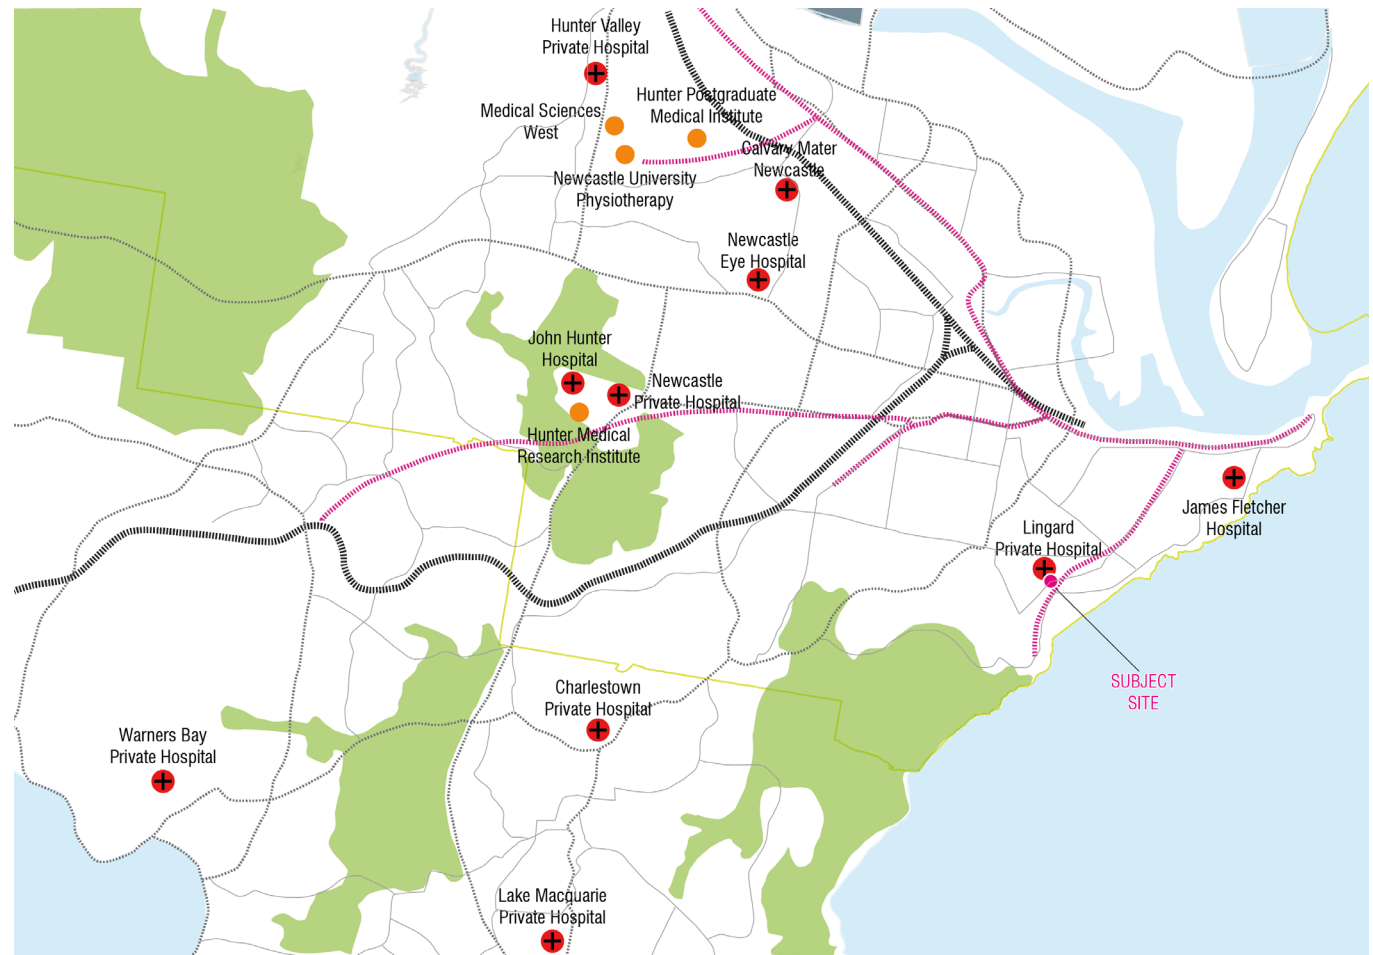 Hunter Valley
Private Hospital
Hunter Postgraduate
Medical Institute
Medical Sciences
West
Calvary Mater
Newcastle
Newcastle University
Physiotherapy
Newcastle
Eye Hospital
John Hunter
Hospital
Newcastle
Private Hospital
Hunter Medical
Research Institute
James Fletcher
Hospital
Lingard
Private Hospital
SUBJECT
SITE
Charlestown
Private Hospital
Warners Bay
Private Hospital
Lake Macquarie
Private Hospital